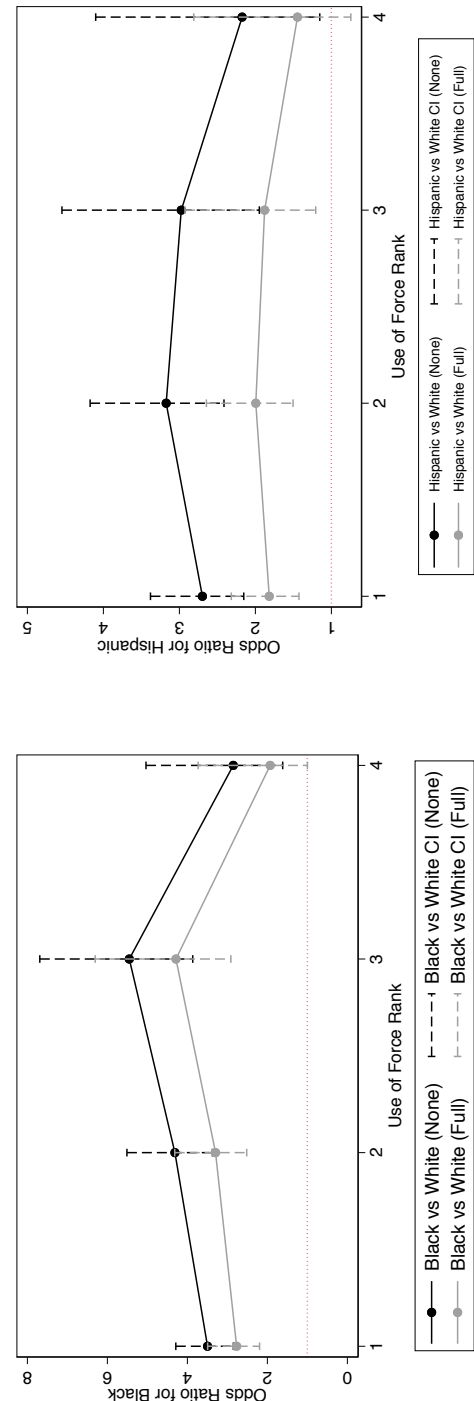 Odds Ratio for Black
8
6
4
2
0
1 2 3 4
Use of Force Rank
Black vs White (None) Black vs White CI (None)
Black vs White (Full) Black vs White CI (Full)
Odds Ratio for Hispanic
5
4
3
2
1
1 2 3 4
Use of Force Rank
Hispanic vs White (None) Hispanic vs White CI (None)
Hispanic vs White (Full) Hispanic vs White CI (Full)